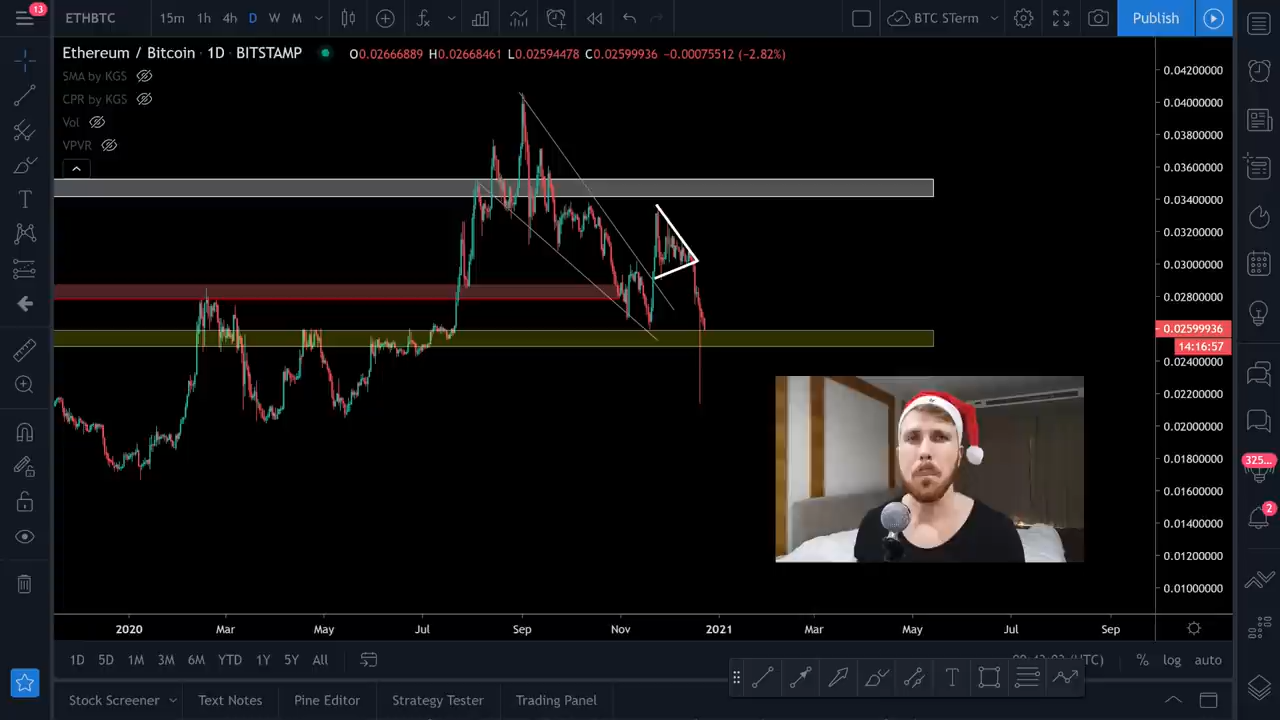 13
ETHBTC
15m 1h 4h D W M
BTC STerm
Publish
Ethereum / Bitcoin · 1D · BITSTAMP
O0.02666889 H0.02668461 L0.02594478 C0.02599936 −0.00075512 (−2.82%)
SMA by KGS
CPR by KGS
Vol
VPVR
0.04200000
0.04000000
0.03800000
0.03600000
0.03400000
0.03200000
0.03000000
0.02800000
0.02599936
14:16:57
0.02400000
0.02200000
0.02000000
0.01800000
0.01600000
0.01400000
0.01200000
0.01000000
325...
2
2020 Mar May Jul Sep Nov 2021 Mar May Jul Sep
1D 5D 1M 3M 6M YTD 1Y 5Y All
(UTC) % log auto
Stock Screener Text Notes Pine Editor Strategy Tester Trading Panel